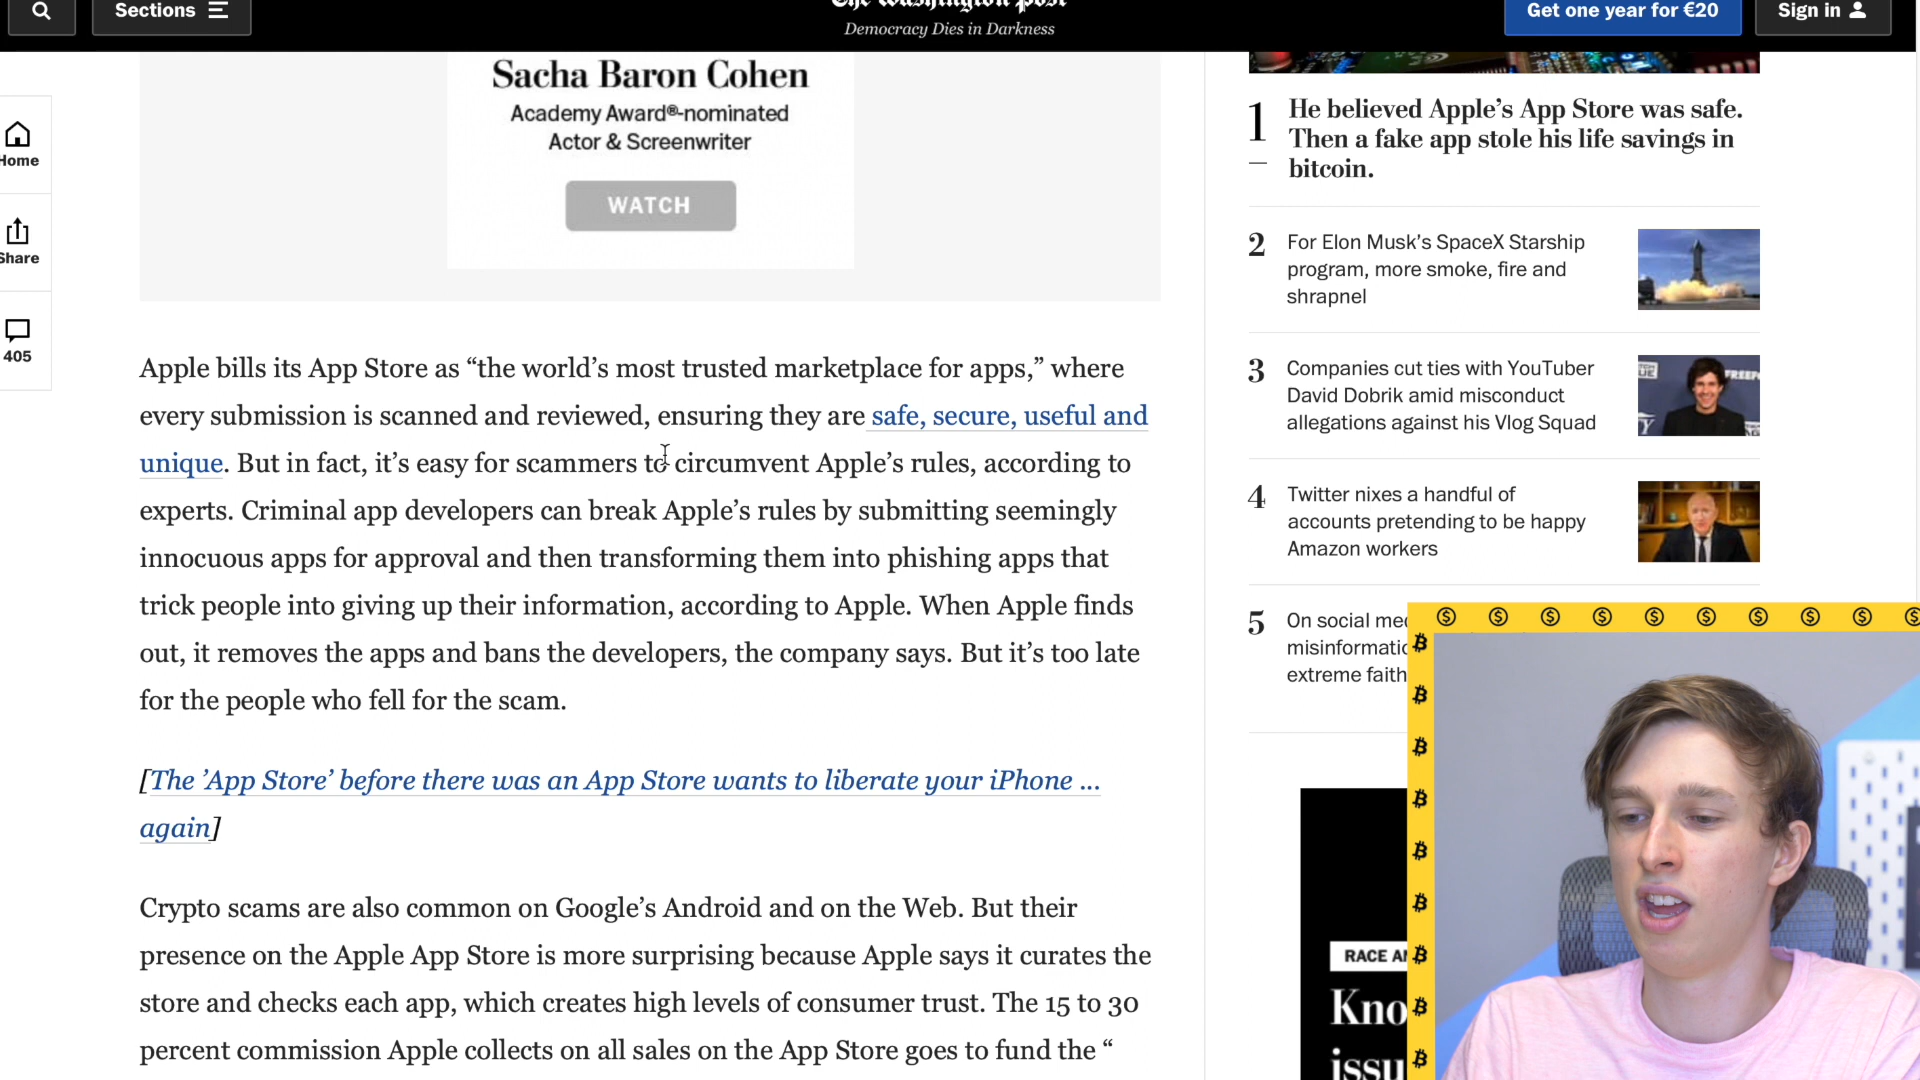 Sections
The Washington Post
Democracy Dies in Darkness
Get one year for €20
Sign in
Home
Share
405
Sacha Baron Cohen
Academy Award®-nominated
Actor & Screenwriter
WATCH
Apple bills its App Store as “the world’s most trusted marketplace for apps,” where
every submission is scanned and reviewed, ensuring they are safe, secure, useful and
unique. But in fact, it’s easy for scammers to circumvent Apple’s rules, according to
experts. Criminal app developers can break Apple’s rules by submitting seemingly
innocuous apps for approval and then transforming them into phishing apps that
trick people into giving up their information, according to Apple. When Apple finds
out, it removes the apps and bans the developers, the company says. But it’s too late
for the people who fell for the scam.
[The ’App Store’ before there was an App Store wants to liberate your iPhone ...
again]
Crypto scams are also common on Google’s Android and on the Web. But their
presence on the Apple App Store is more surprising because Apple says it curates the
store and checks each app, which creates high levels of consumer trust. The 15 to 30
percent commission Apple collects on all sales on the App Store goes to fund the “
1
He believed Apple’s App Store was safe.
Then a fake app stole his life savings in
bitcoin.
2
For Elon Musk’s SpaceX Starship
program, more smoke, fire and
shrapnel
3
Companies cut ties with YouTuber
David Dobrik amid misconduct
allegations against his Vlog Squad
4
Twitter nixes a handful of
accounts pretending to be happy
Amazon workers
5
On social
extreme faith
RACE